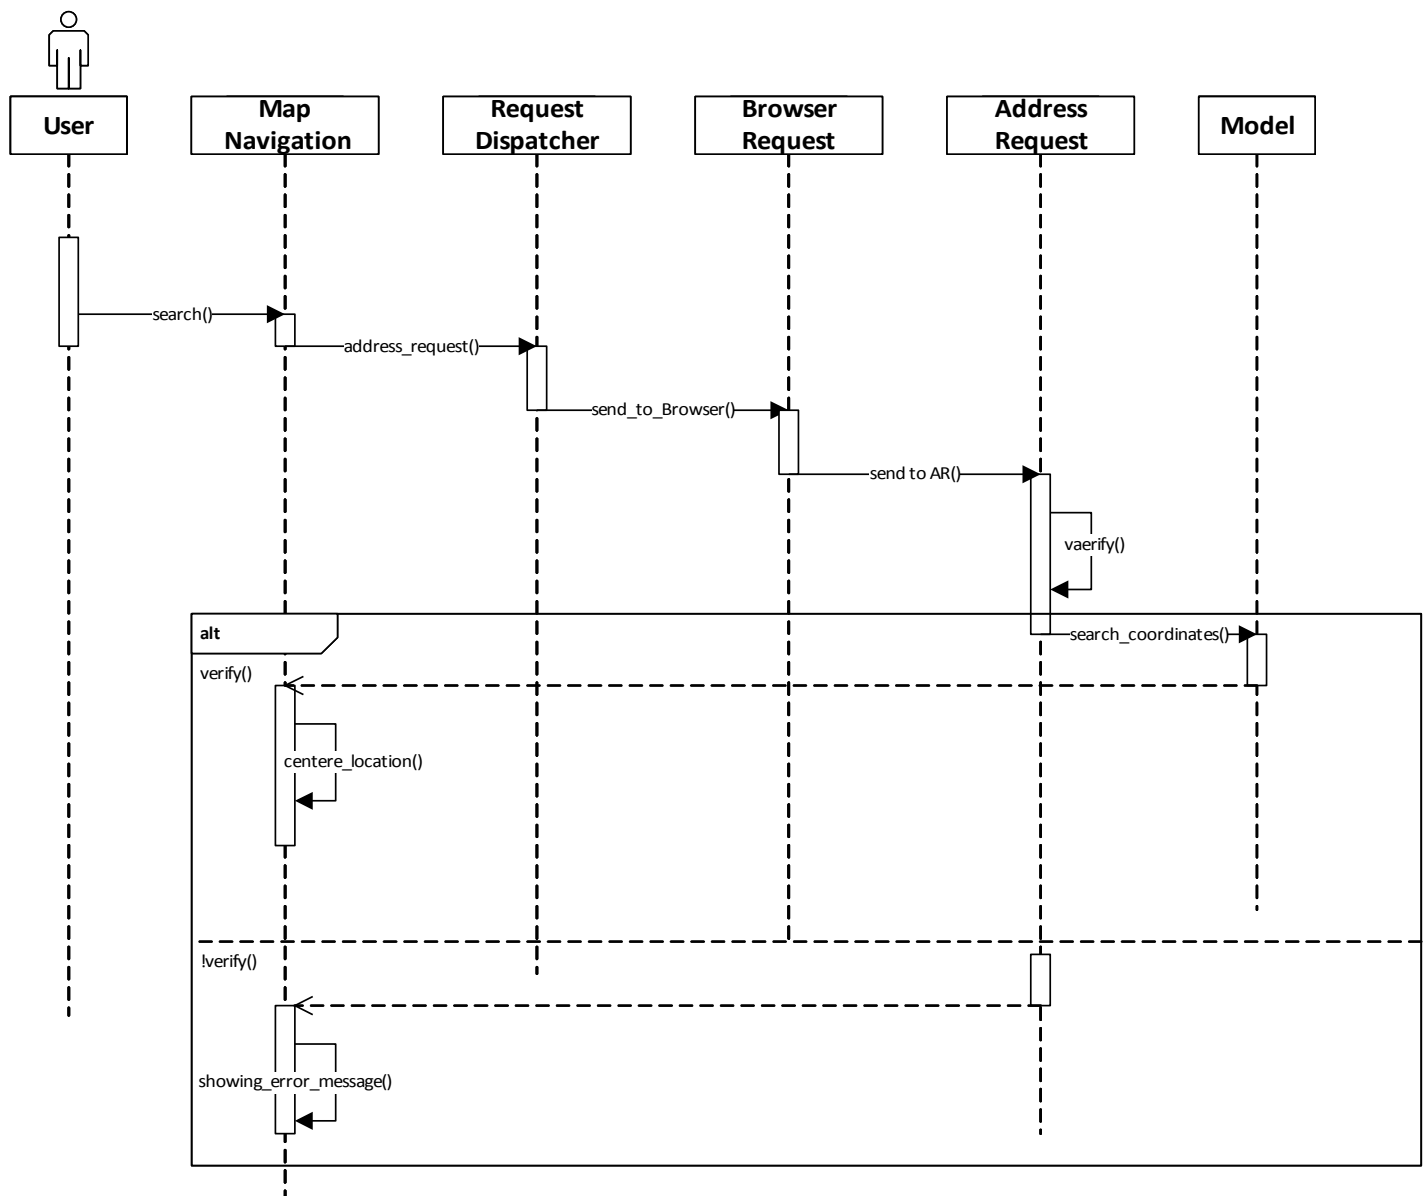 User
Map
Navigation
Request
Dispatcher
Browser
Request
Address
Request
Model
search()
address_request()
send_to_Browser()
send to AR()
vaerify()
alt
search_coordinates()
verify()
centere_location()
!verify()
showing_error_message()